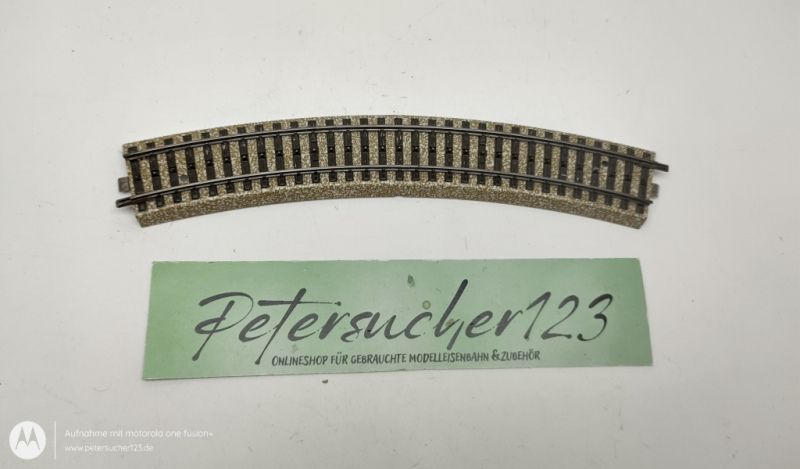 Petersucher123
ONLINESHOP FÜR GEBRAUCHTE MODELLEISENBAHN & ZUBEHÖR
Aufnahme mit motorola one fusion+
www.petersucher123.de